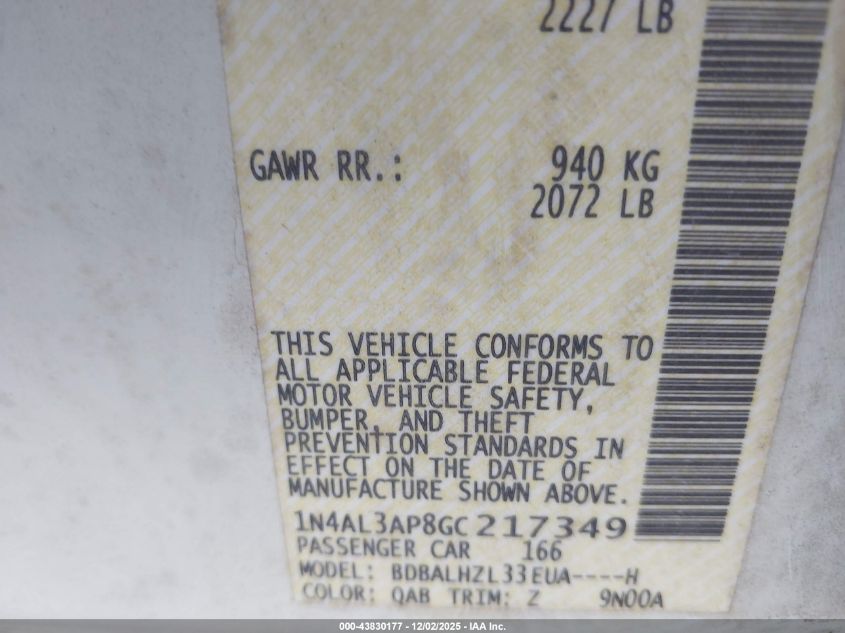 2227 LB
GAWR RR.: 940 KG
2072 LB
THIS VEHICLE CONFORMS TO
ALL APPLICABLE FEDERAL
MOTOR VEHICLE SAFETY,
BUMPER, AND THEFT
PREVENTION STANDARDS IN
EFFECT ON THE DATE OF
MANUFACTURE SHOWN ABOVE.
1N4AL3AP8GC217349
PASSENGER CAR 166
MODEL: BDBALHZL33EUA----H
COLOR: QAB TRIM: Z 9N00A
000-43830177 - 12/02/2025 - IAA Inc.